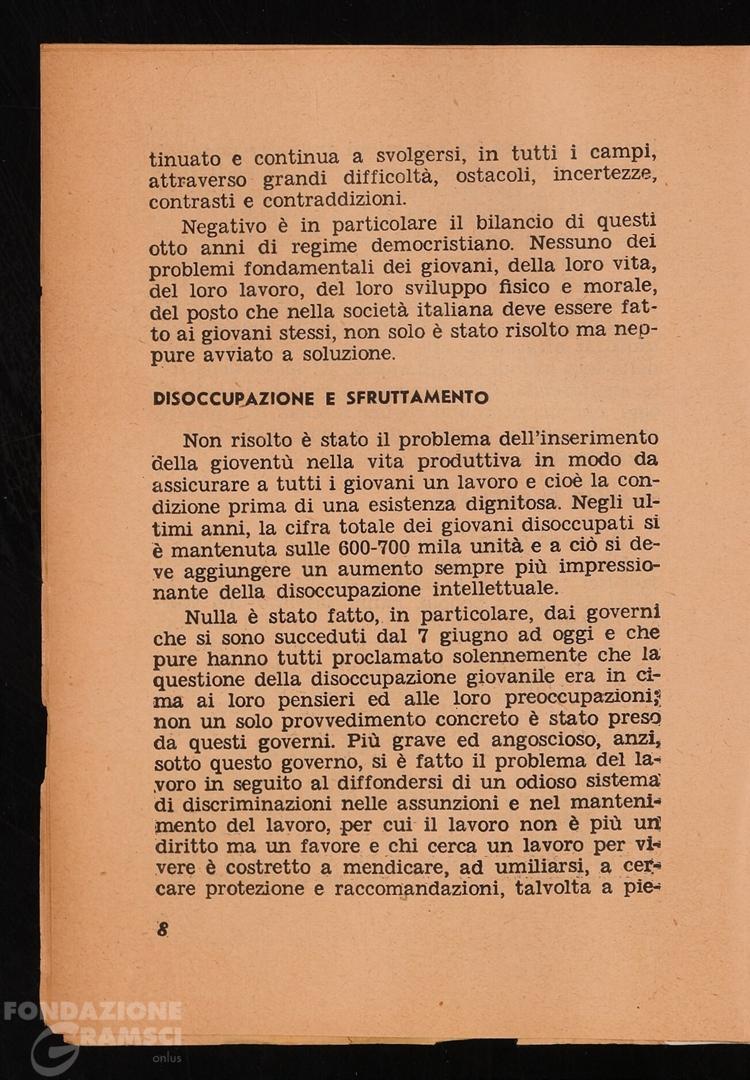 tinuato e continua a svolgersi, in tutti i campi,
attraverso grandi difficoltà, ostacoli, incertezze,
contrasti e contraddizioni.
Negativo è in particolare il bilancio di questi
otto anni di regime democristiano. Nessuno dei
problemi fondamentali dei giovani, della loro vita,
del loro lavoro, del loro sviluppo fisico e morale,
del posto che nella società italiana deve essere fat-
to ai giovani stessi, non solo è stato risolto ma nep-
pure avviato a soluzione.
DISOCCUPAZIONE E SFRUTTAMENTO
Non risolto è stato il problema dell'inserimento
della gioventù nella vita produttiva in modo da
assicurare a tutti i giovani un lavoro e cioè la con-
dizione prima di una esistenza dignitosa. Negli ul-
timi anni, la cifra totale dei giovani disoccupati si
è mantenuta sulle 600-700 mila unità e a ciò si de-
ve aggiungere un aumento sempre più impressio-
nante della disoccupazione intellettuale.
Nulla è stato fatto, in particolare, dai governi
che si sono succeduti dal 7 giugno ad oggi e che
pure hanno tutti proclamato solennemente che la
questione della disoccupazione giovanile era in ci-
ma ai loro pensieri ed alle loro preoccupazioni;
non un solo provvedimento concreto è stato preso
da questi governi. Più grave ed angoscioso, anzi,
sotto questo governo, si è fatto il problema del la-
voro in seguito al diffondersi di un odioso sistema
di discriminazioni nelle assunzioni e nel manteni-
mento del lavoro, per cui il lavoro non è più un
diritto ma un favore e chi cerca un lavoro per vi-
vere è costretto a mendicare, ad umiliarsi, a cer-
care protezione e raccomandazioni, talvolta a pie-
8
FONDAZIONE
GRAMSCI
onlus